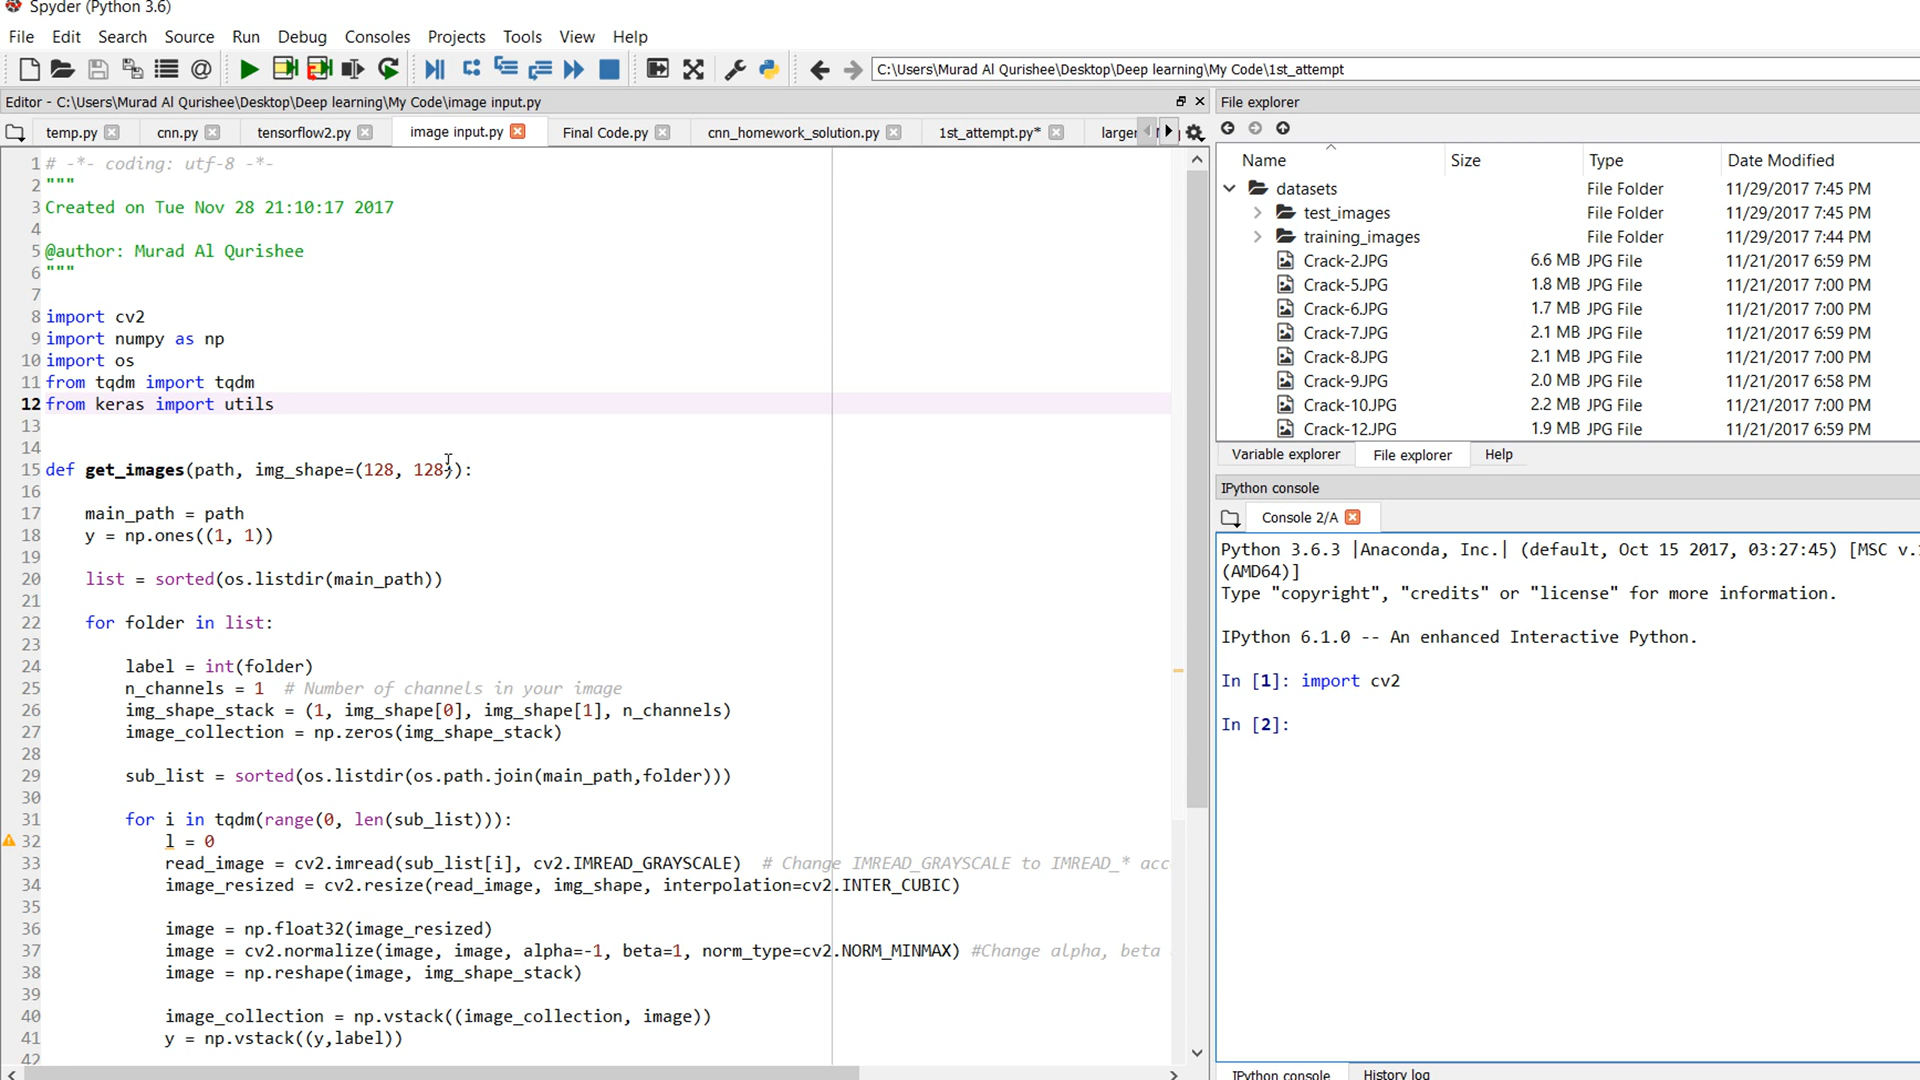 Spyder (Python 3.6)
File Edit Search Source Run Debug Consoles Projects Tools View Help
C:\Users\Murad Al Qurishee\Desktop\Deep learning\My Code\1st_attempt
Editor - C:\Users\Murad Al Qurishee\Desktop\Deep learning\My Code\image input.py
temp.py cnn.py tensorflow2.py image input.py Final Code.py cnn_homework_solution.py 1st_attempt.py* larger
1 # -*- coding: utf-8 -*-
2 """
3 Created on Tue Nov 28 21:10:17 2017
4
5 @author: Murad Al Qurishee
6 """
7
8 import cv2
9 import numpy as np
10 import os
11 from tqdm import tqdm
12 from keras import utils
13
14
15 def get_images(path, img_shape=(128, 128)):
16
17 main_path = path
18 y = np.ones((1, 1))
19
20 list = sorted(os.listdir(main_path))
21
22 for folder in list:
23
24 label = int(folder)
25 n_channels = 1 # Number of channels in your image
26 img_shape_stack = (1, img_shape[0], img_shape[1], n_channels)
27 image_collection = np.zeros(img_shape_stack)
28
29 sub_list = sorted(os.listdir(os.path.join(main_path,folder)))
30
31 for i in tqdm(range(0, len(sub_list))):
32 l = 0
33 read_image = cv2.imread(sub_list[i], cv2.IMREAD_GRAYSCALE) # Change IMREAD_GRAYSCALE to IMREAD_* acc
34 image_resized = cv2.resize(read_image, img_shape, interpolation=cv2.INTER_CUBIC)
35
36 image = np.float32(image_resized)
37 image = cv2.normalize(image, image, alpha=-1, beta=1, norm_type=cv2.NORM_MINMAX) #Change alpha, beta
38 image = np.reshape(image, img_shape_stack)
39
40 image_collection = np.vstack((image_collection, image))
41 y = np.vstack((y,label))
42
File explorer
Name Size Type Date Modified
datasets File Folder 11/29/2017 7:45 PM
test_images File Folder 11/29/2017 7:45 PM
training_images File Folder 11/29/2017 7:44 PM
Crack-2.JPG 6.6 MB JPG File 11/21/2017 6:59 PM
Crack-5.JPG 1.8 MB JPG File 11/21/2017 7:00 PM
Crack-6.JPG 1.7 MB JPG File 11/21/2017 7:00 PM
Crack-7.JPG 2.1 MB JPG File 11/21/2017 6:59 PM
Crack-8.JPG 2.1 MB JPG File 11/21/2017 7:00 PM
Crack-9.JPG 2.0 MB JPG File 11/21/2017 6:58 PM
Crack-10.JPG 2.2 MB JPG File 11/21/2017 7:00 PM
Crack-12.JPG 1.9 MB JPG File 11/21/2017 6:59 PM
Variable explorer File explorer Help
IPython console
Console 2/A
Python 3.6.3 |Anaconda, Inc.| (default, Oct 15 2017, 03:27:45) [MSC v.
(AMD64)]
Type "copyright", "credits" or "license" for more information.
IPython 6.1.0 -- An enhanced Interactive Python.
In [1]: import cv2
In [2]:
IPython console History log